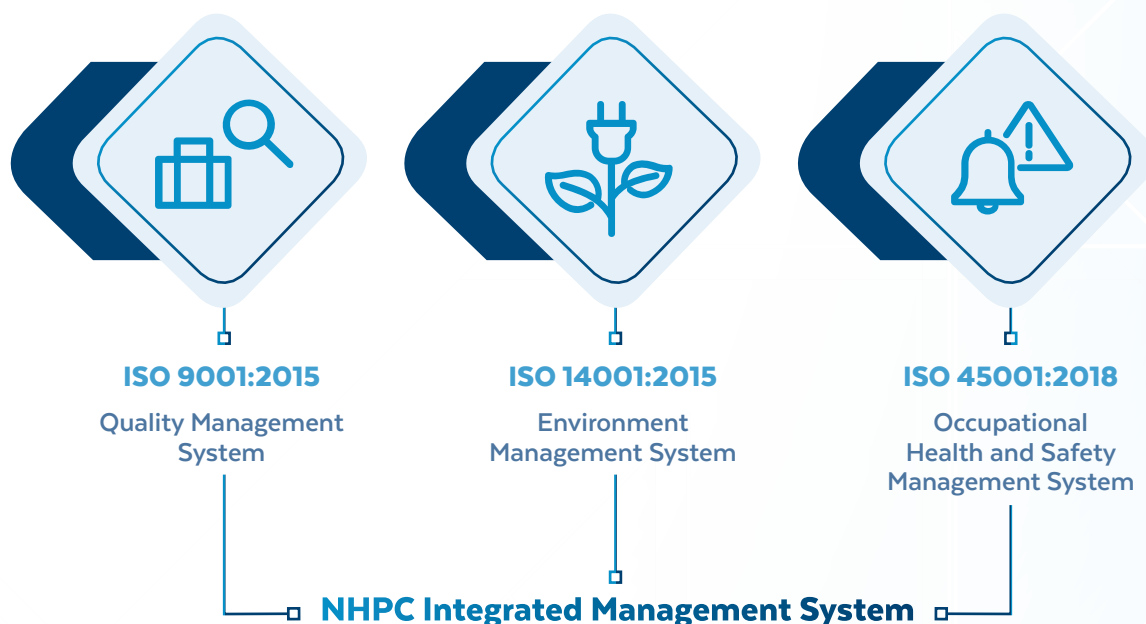 ISO 9001:2015
Quality Management
System
ISO 14001:2015
Environment
Management System
ISO 45001:2018
Occupational
Health and Safety
Management System
NHPC Integrated Management System